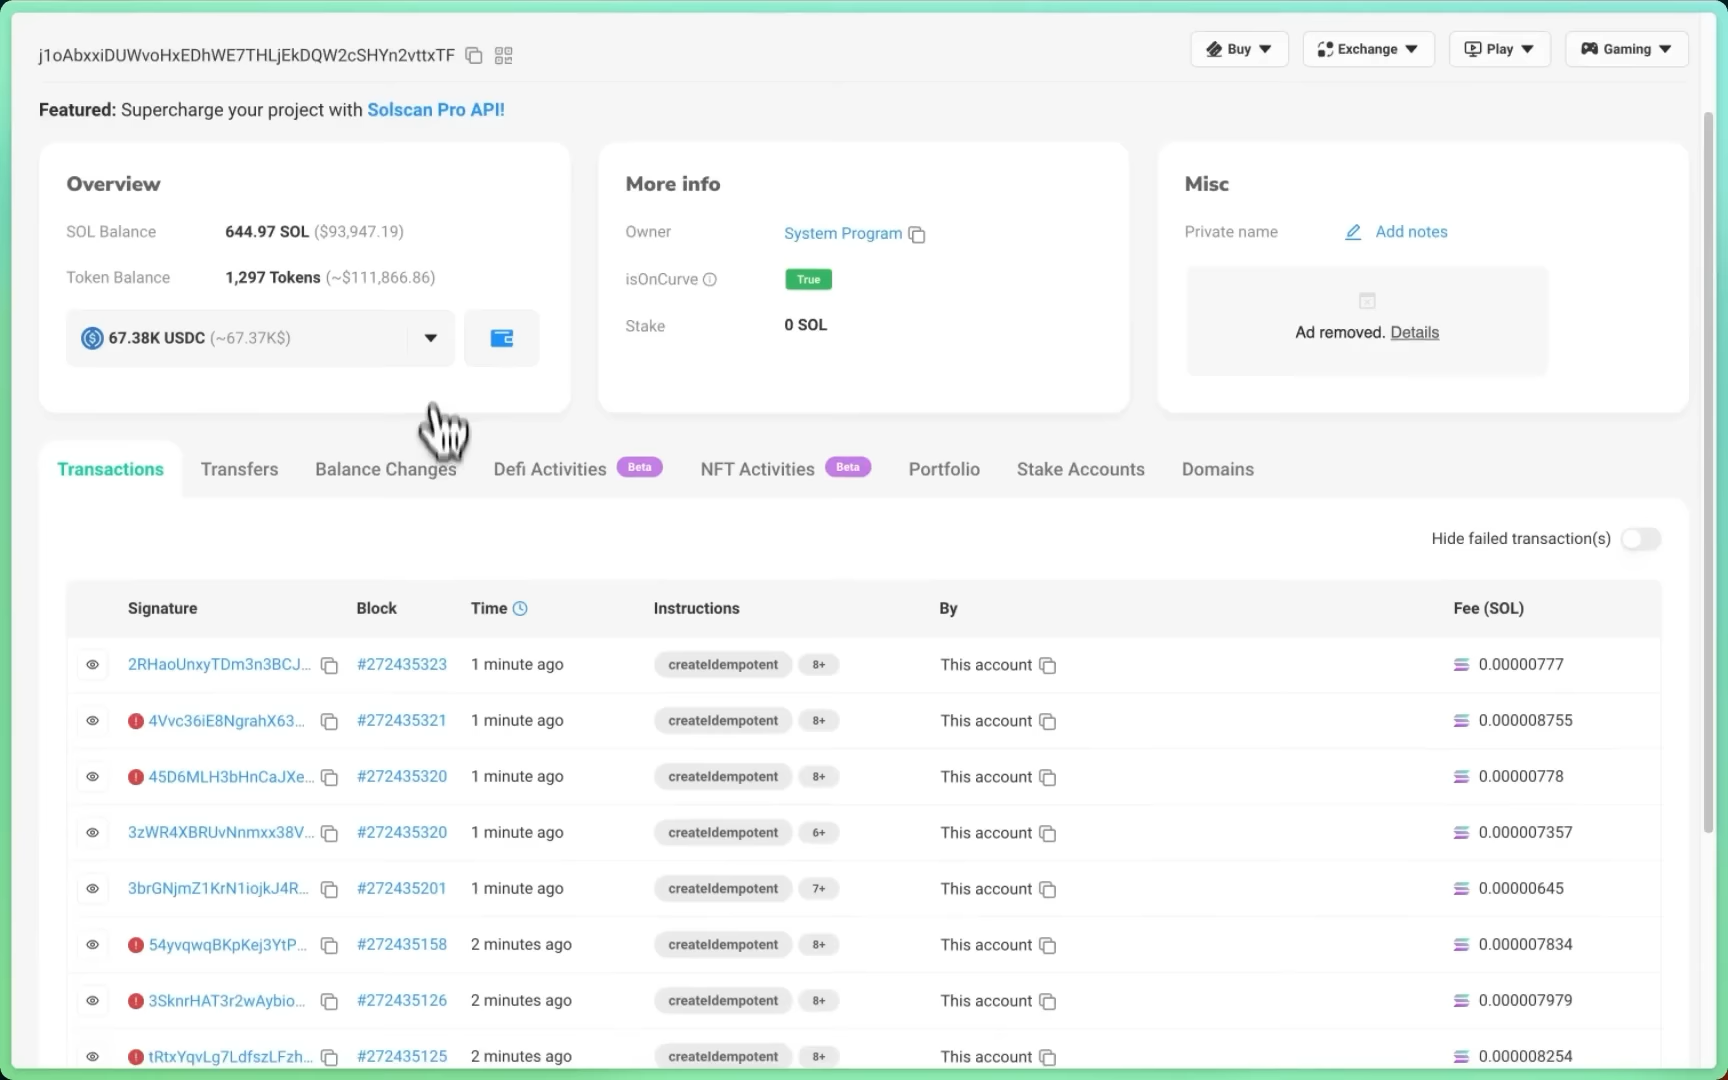 j1oAbxxiDUWvoHxEDhWE7THLjEkDQW2cSHYn2vttxTF
Buy
Exchange
Play
Gaming
Featured: Supercharge your project with Solscan Pro API!
Overview
SOL Balance 644.97 SOL ($93,947.19)
Token Balance 1,297 Tokens (~$111,866.86)
67.38K USDC (~67.37K$)
More info
Owner System Program
isOnCurve True
Stake 0 SOL
Misc
Private name Add notes
Ad removed. Details
Transactions Transfers Balance Changes Defi Activities Beta NFT Activities Beta Portfolio Stake Accounts Domains
Hide failed transaction(s)
Signature Block Time Instructions By Fee (SOL)
2RHaoUnxyTDm3n3BCJ... #272435323 1 minute ago createIdempotent 8+ This account 0.00000777
4Vvc36iE8NgrahX63... #272435321 1 minute ago createIdempotent 8+ This account 0.000008755
45D6MLH3bHnCaJXe... #272435320 1 minute ago createIdempotent 8+ This account 0.00000778
3zWR4XBRUvNnmxx38V... #272435320 1 minute ago createIdempotent 6+ This account 0.000007357
3brGNjmZ1KrN1iojkJ4R... #272435201 1 minute ago createIdempotent 7+ This account 0.00000645
54yvqwqBKpKej3YtP... #272435158 2 minutes ago createIdempotent 8+ This account 0.000007834
3SknrHAT3r2wAybio... #272435126 2 minutes ago createIdempotent 8+ This account 0.000007979
tRtxYqvLg7LdfszLFzh... #272435125 2 minutes ago createIdempotent 8+ This account 0.000008254